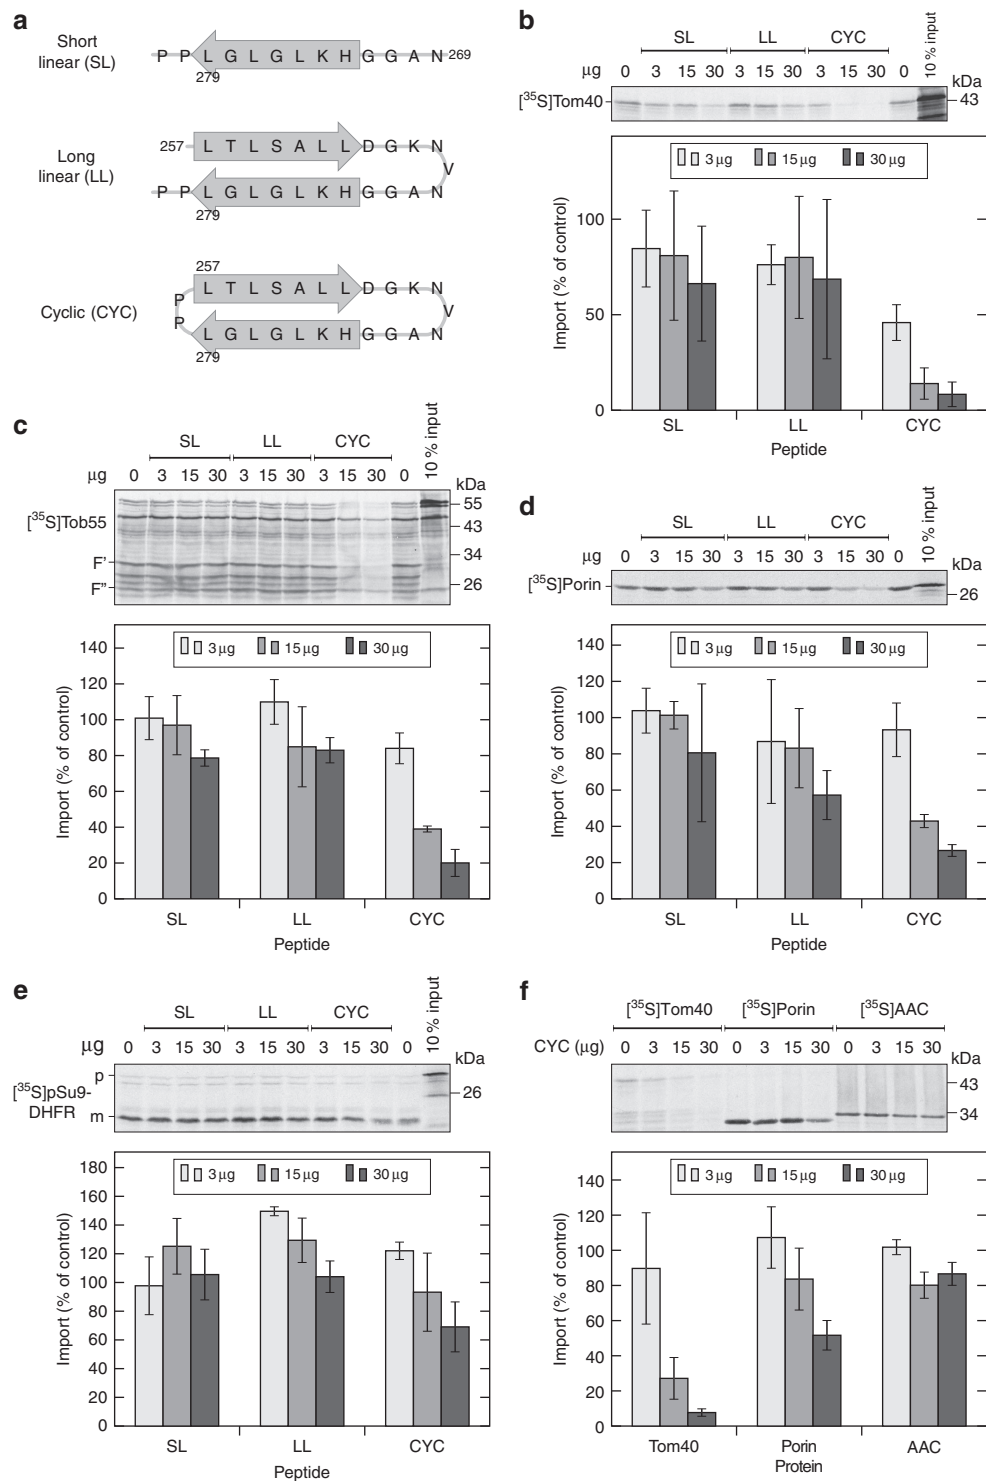 a
Short
linear (SL)
P P L G L G L K H G G A N 269
279
Long
linear (LL)
257 L T L S A L L D G K N
V
P P L G L G L K H G G A N
279
Cyclic (CYC)
257
L T L S A L L D G K N
P
P
V
L G L G L K H G G A N
279
b
SL LL CYC
μg 0 3 15 30 3 15 30 3 15 30 0 10 % input
kDa
[³⁵S]Tom40 43
3 μg 15 μg 30 μg
Import (% of control)
100
50
0
SL LL CYC
Peptide
c
SL LL CYC
μg 0 3 15 30 3 15 30 3 15 30 0 10 % input
kDa
55
[³⁵S]Tob55
43
34
F'
F''
26
3 μg 15 μg 30 μg
Import (% of control)
140
120
100
80
60
40
20
0
SL LL CYC
Peptide
d
SL LL CYC
μg 0 3 15 30 3 15 30 3 15 30 0 10 % input
kDa
[³⁵S]Porin
26
3 μg 15 μg 30 μg
Import (% of control)
140
120
100
80
60
40
20
0
SL LL CYC
Peptide
e
SL LL CYC
μg 0 3 15 30 3 15 30 3 15 30 0 10 % input
kDa
p
[³⁵S]pSu9-
DHFR
26
m
3 μg 15 μg 30 μg
Import (% of control)
180
160
140
120
100
80
60
40
20
0
SL LL CYC
Peptide
f
[³⁵S]Tom40 [³⁵S]Porin [³⁵S]AAC
CYC (μg) 0 3 15 30 0 3 15 30 0 3 15 30
kDa
43
34
3 μg 15 μg 30 μg
Import (% of control)
140
120
100
80
60
40
20
0
Tom40 Porin AAC
Protein